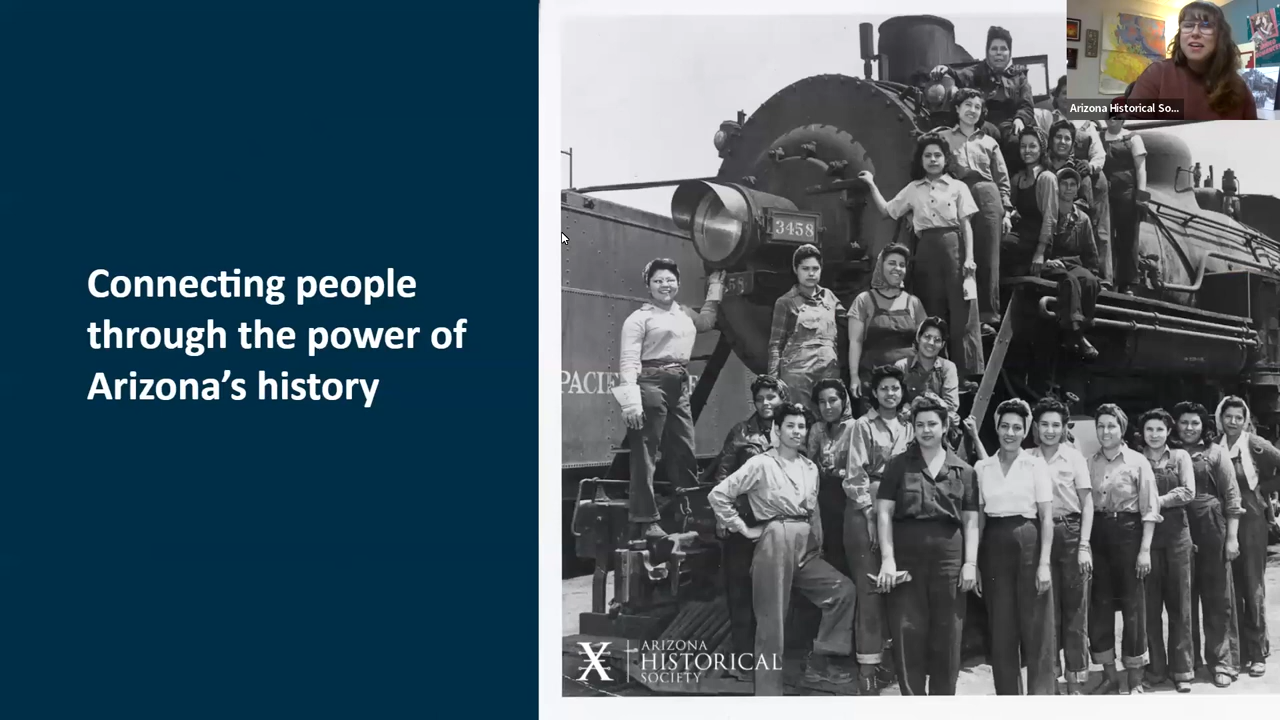 Connecting people
through the power of
Arizona's history
Arizona Historical So...
3458
PACIF
ARIZONA
HISTORICAL
SOCIETY